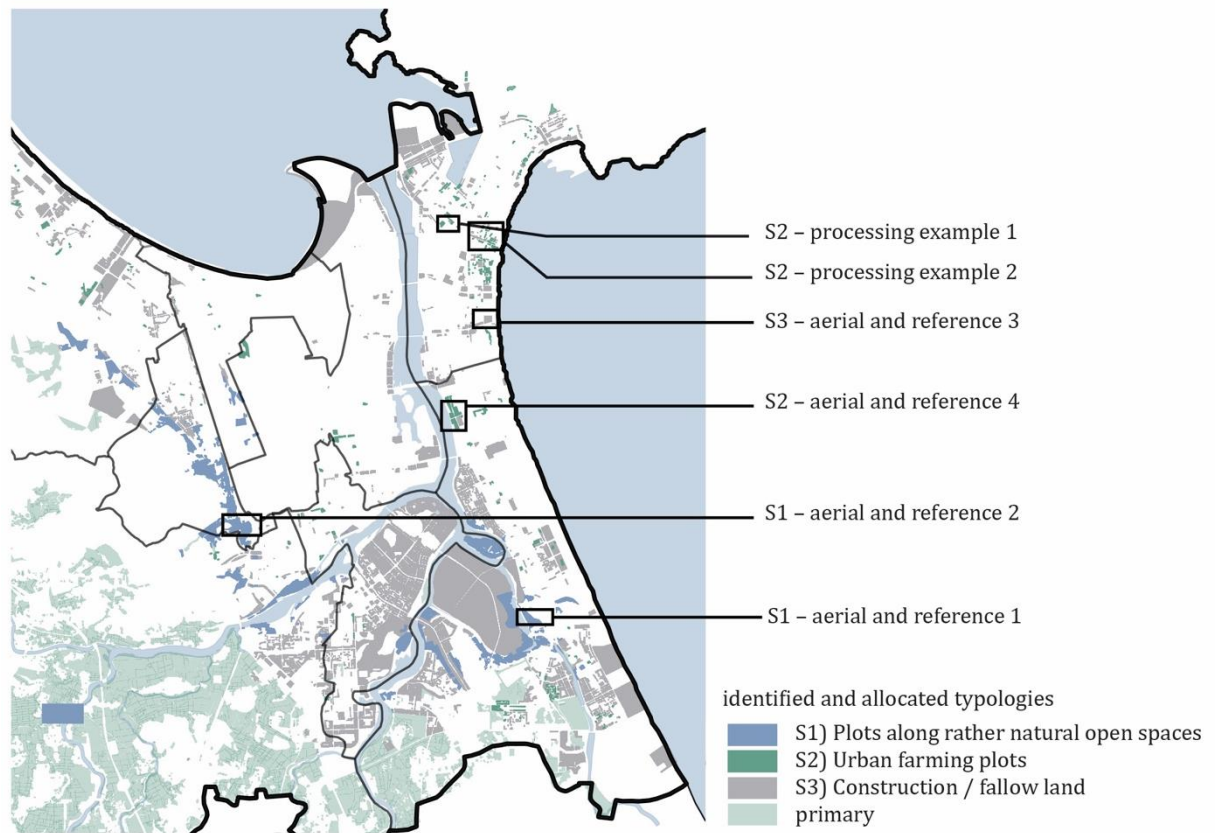 S2 – processing example 1
S2 – processing example 2
S3 – aerial and reference 3
S2 – aerial and reference 4
S1 – aerial and reference 2
S1 – aerial and reference 1
identified and allocated typologies
S1) Plots along rather natural open spaces
S2) Urban farming plots
S3) Construction / fallow land
primary